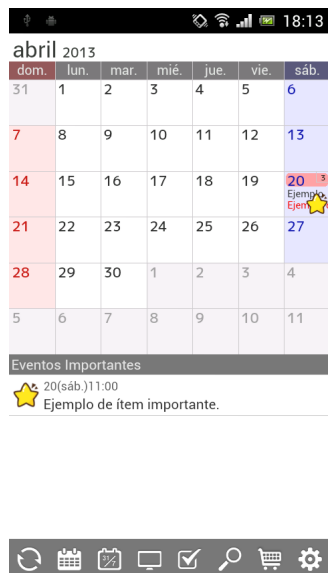 18:13
abril 2013
dom. lun. mar. mié. jue. vie. sáb.
31 1 2 3 4 5 6
7 8 9 10 11 12 13
14 15 16 17 18 19 20 3
Ejemplo
Ejem
21 22 23 24 25 26 27
28 29 30 1 2 3 4
5 6 7 8 9 10 11
Eventos Importantes
20(sáb.)11:00
Ejemplo de ítem importante.
31/7